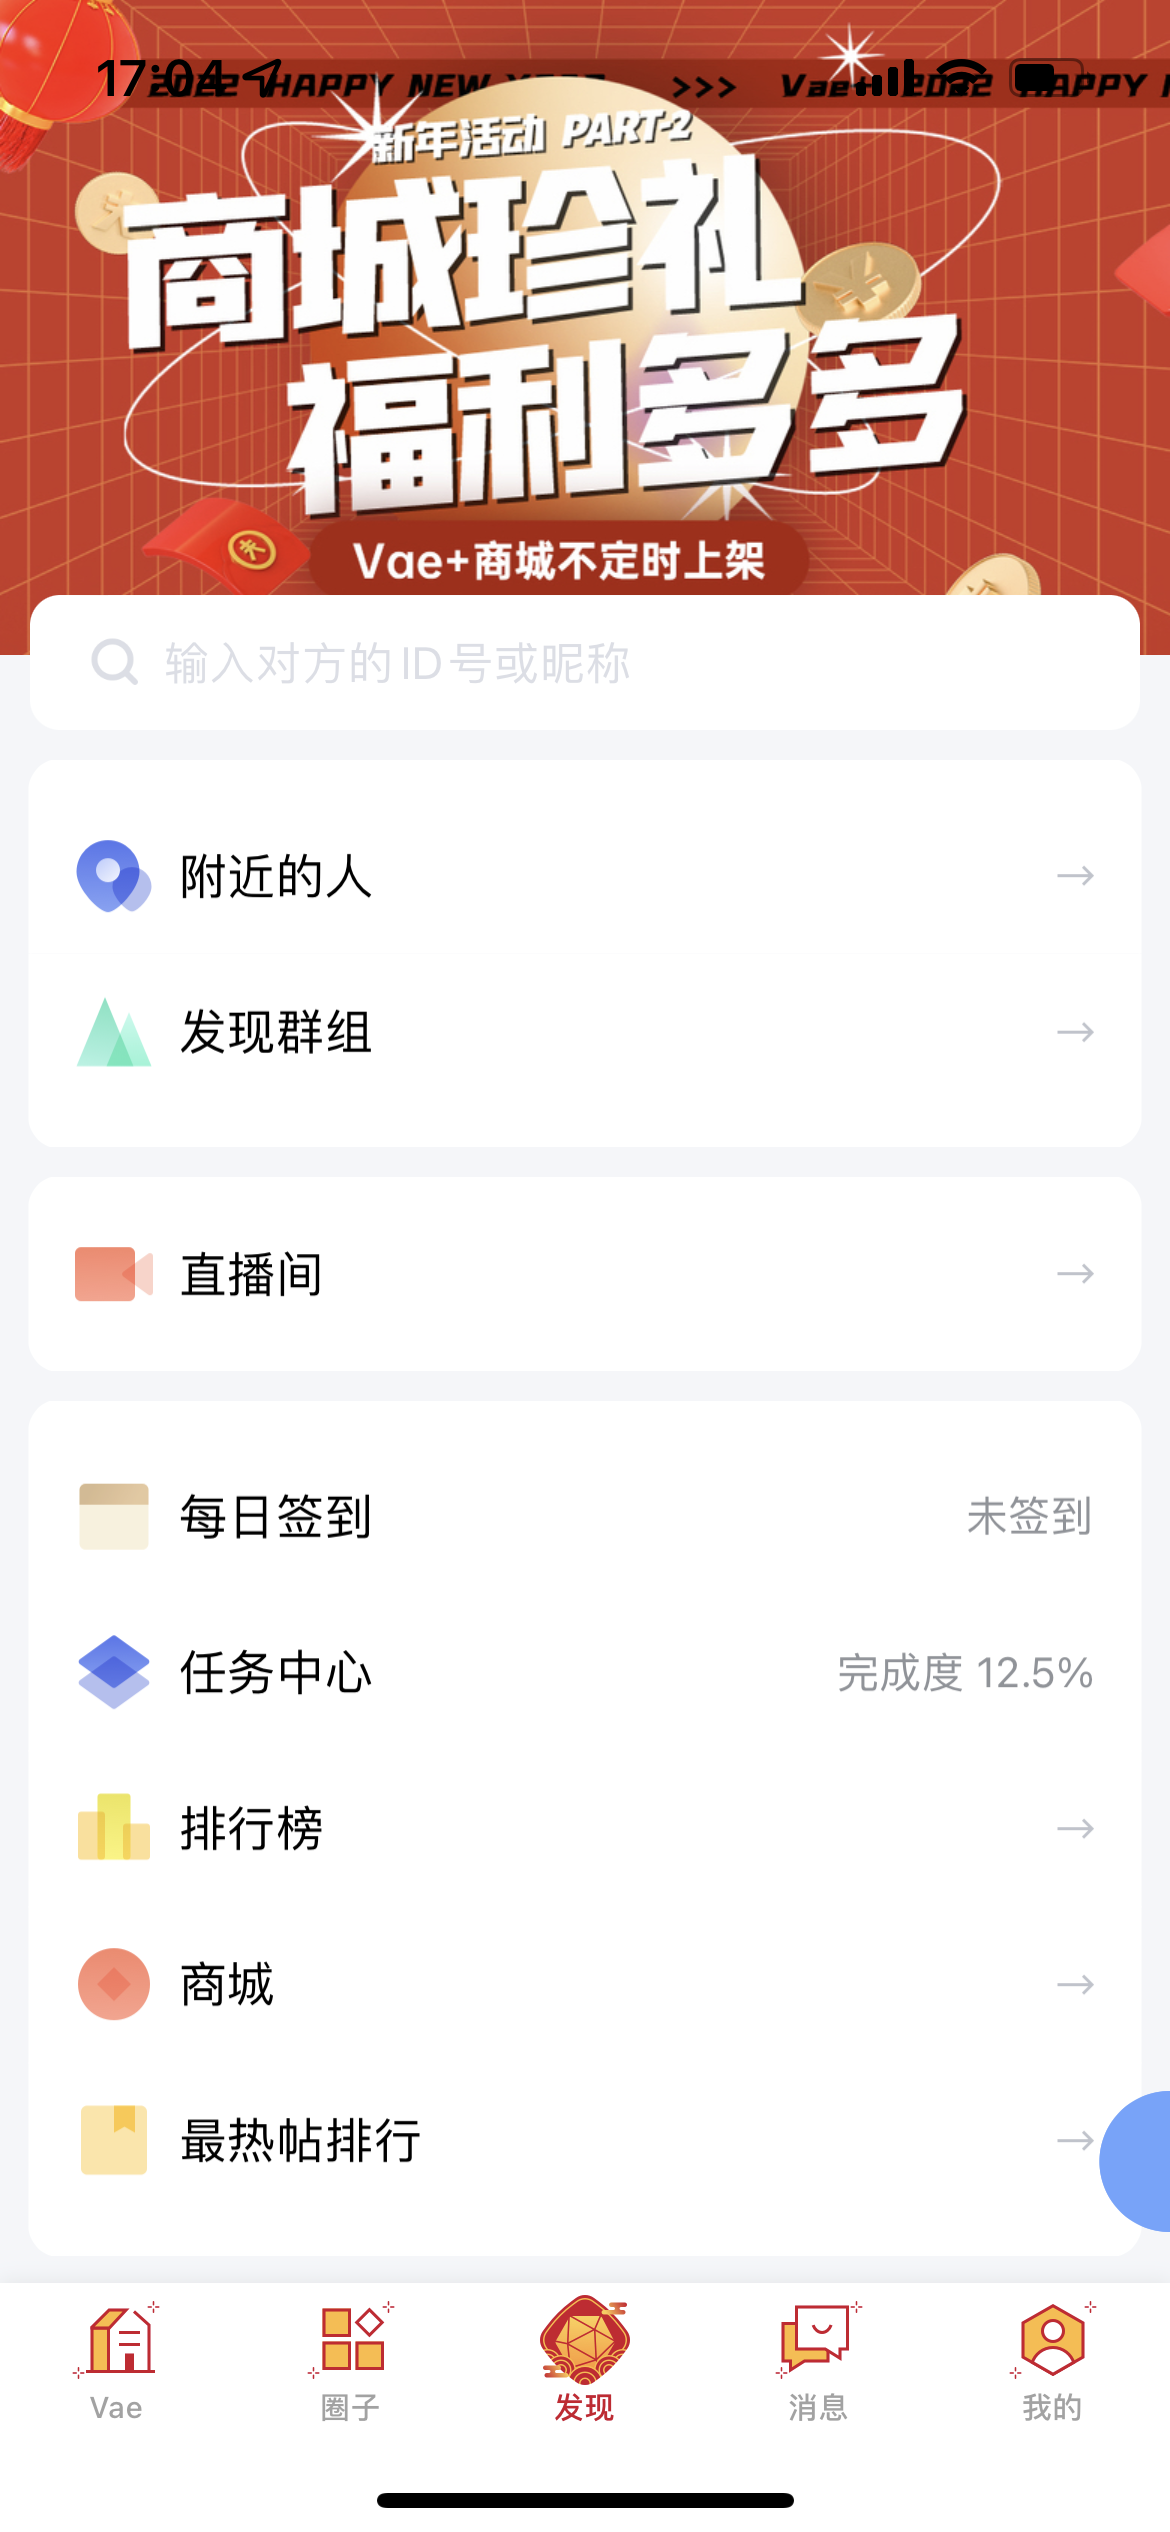 17:04
2022 HAPPY NEW YEAR >>> Vae+ 2022 HAPPY
新年活动 PART-2
商城珍礼
福利多多
Vae+商城不定时上架
输入对方的ID号或昵称
附近的人 →
发现群组 →
直播间 →
每日签到 未签到
任务中心 完成度 12.5%
排行榜 →
商城 →
最热帖排行 →
Vae 圈子 发现 消息 我的